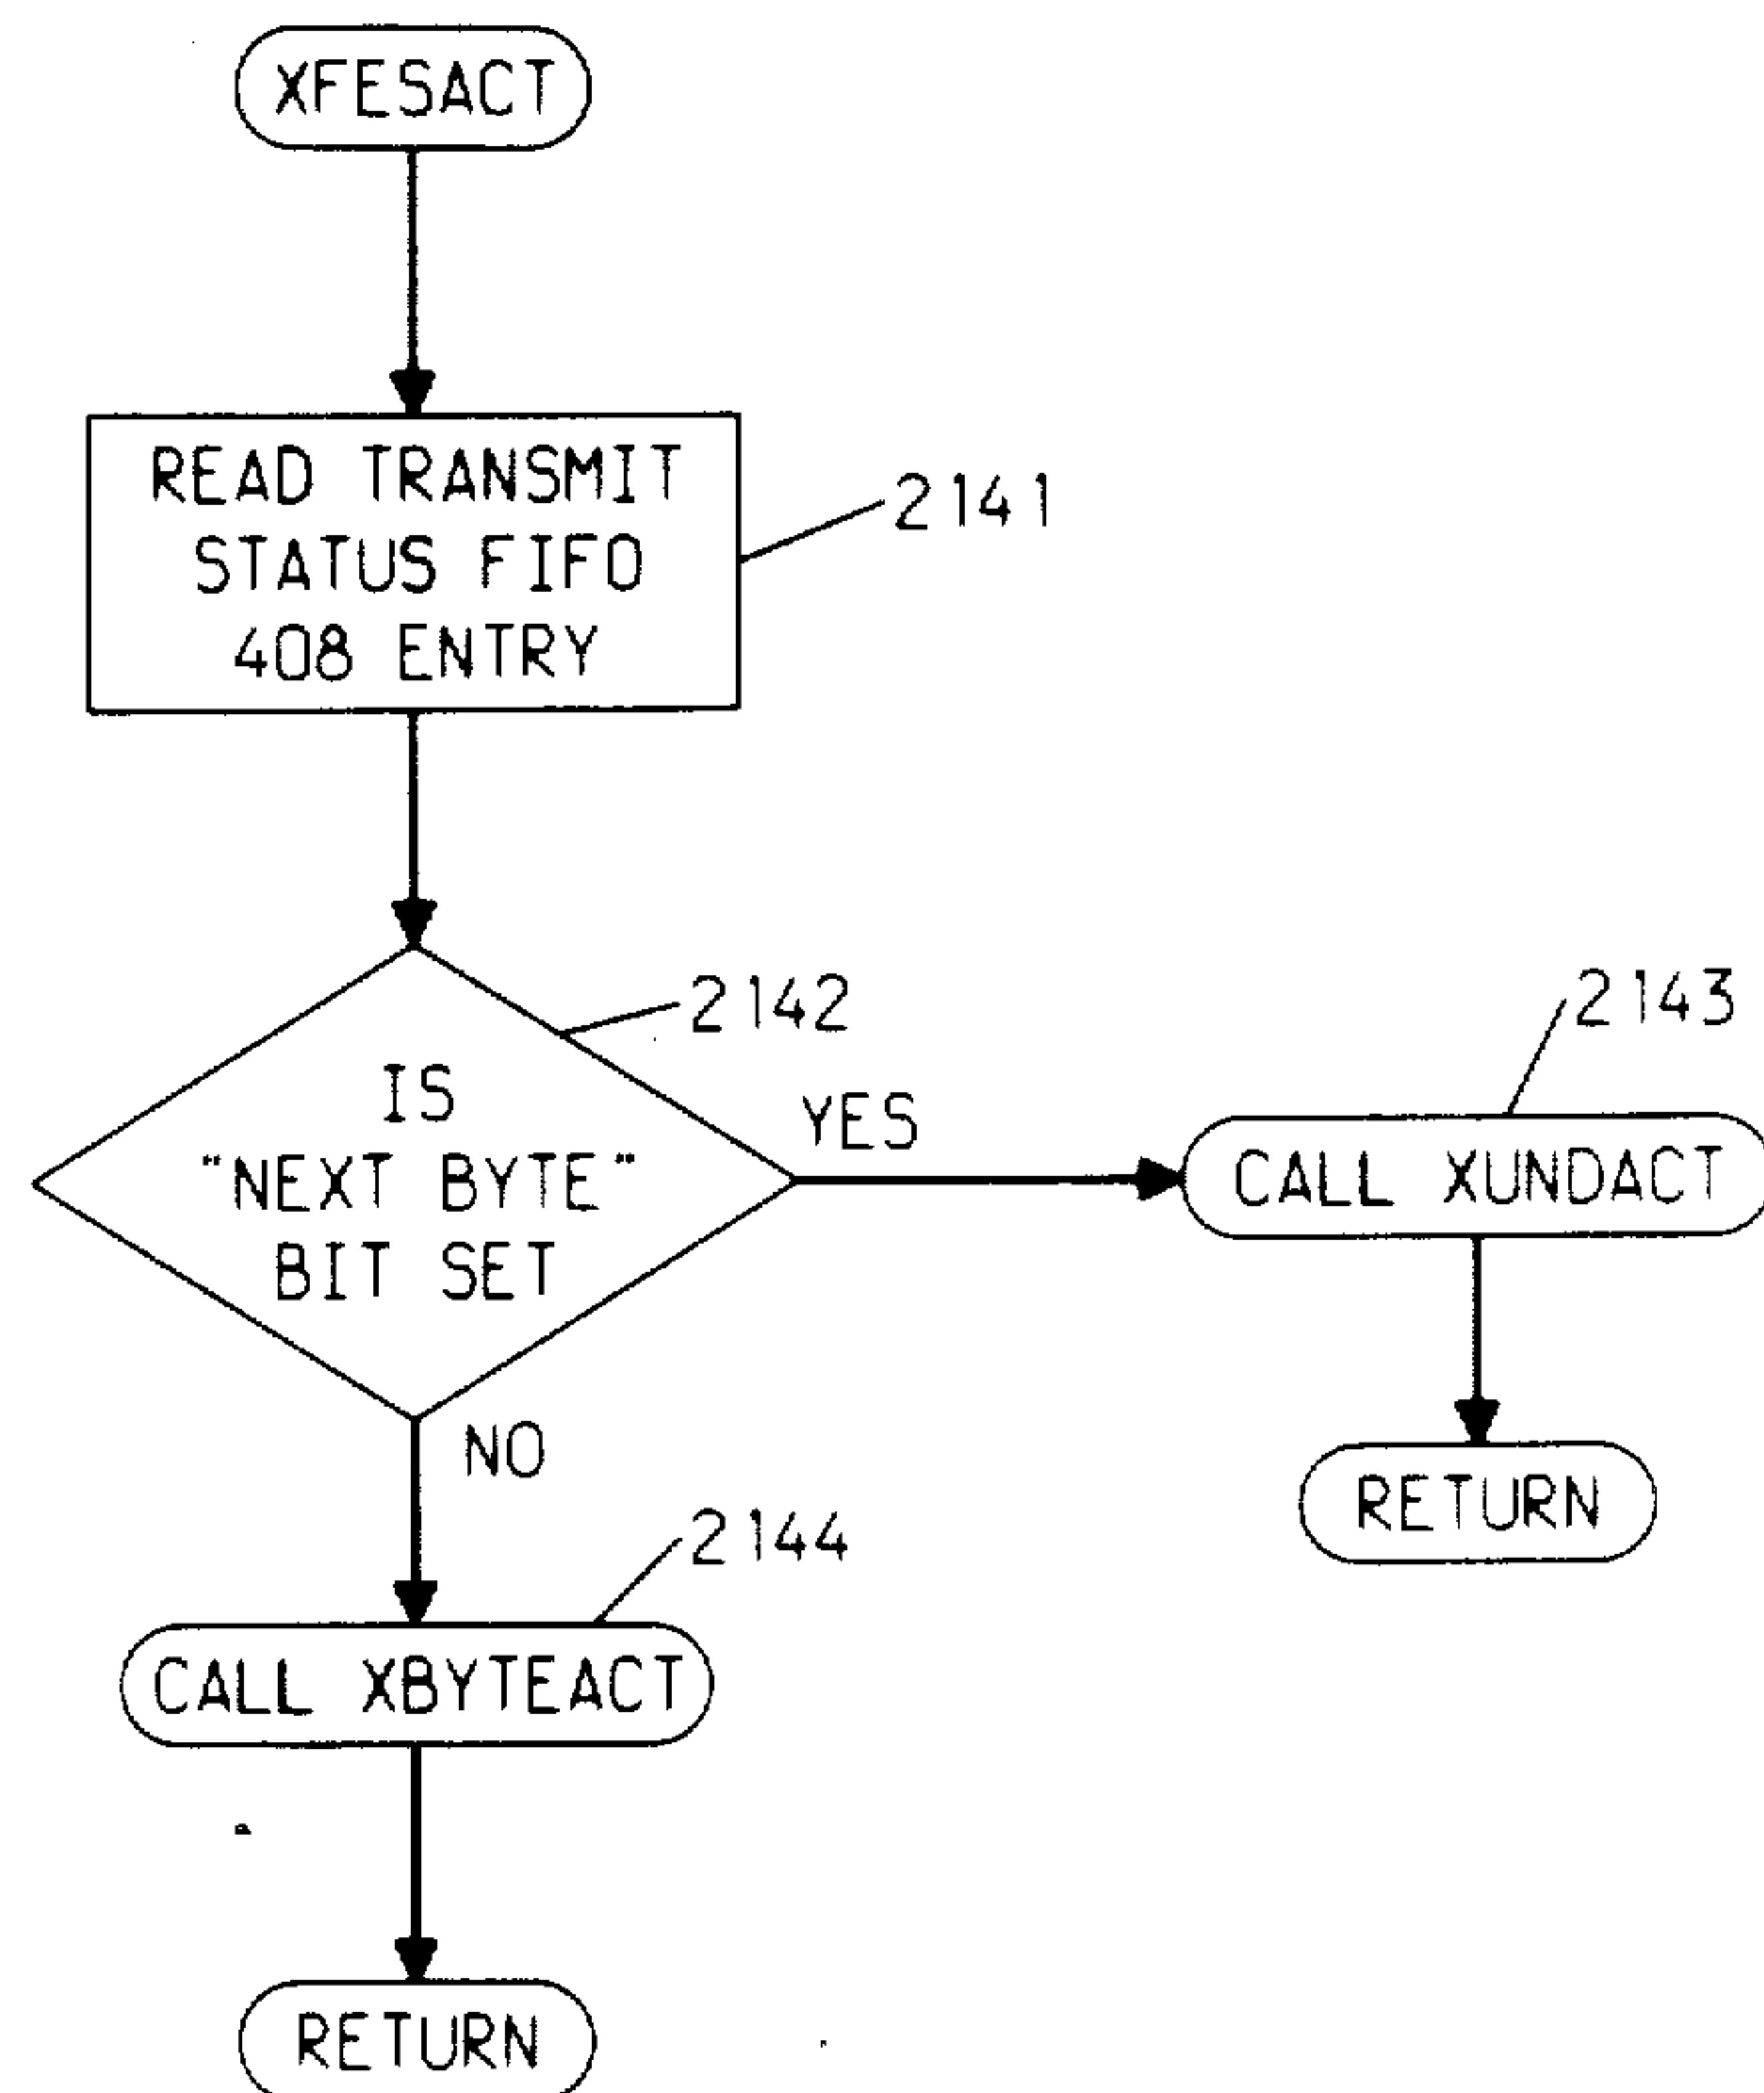 XFESACT
READ TRANSMIT
STATUS FIFO
408 ENTRY
2141
2142
IS
"NEXT BYTE"
BIT SET
YES
2143
CALL XUNDACT
RETURN
NO
2144
CALL XBYTEACT
RETURN